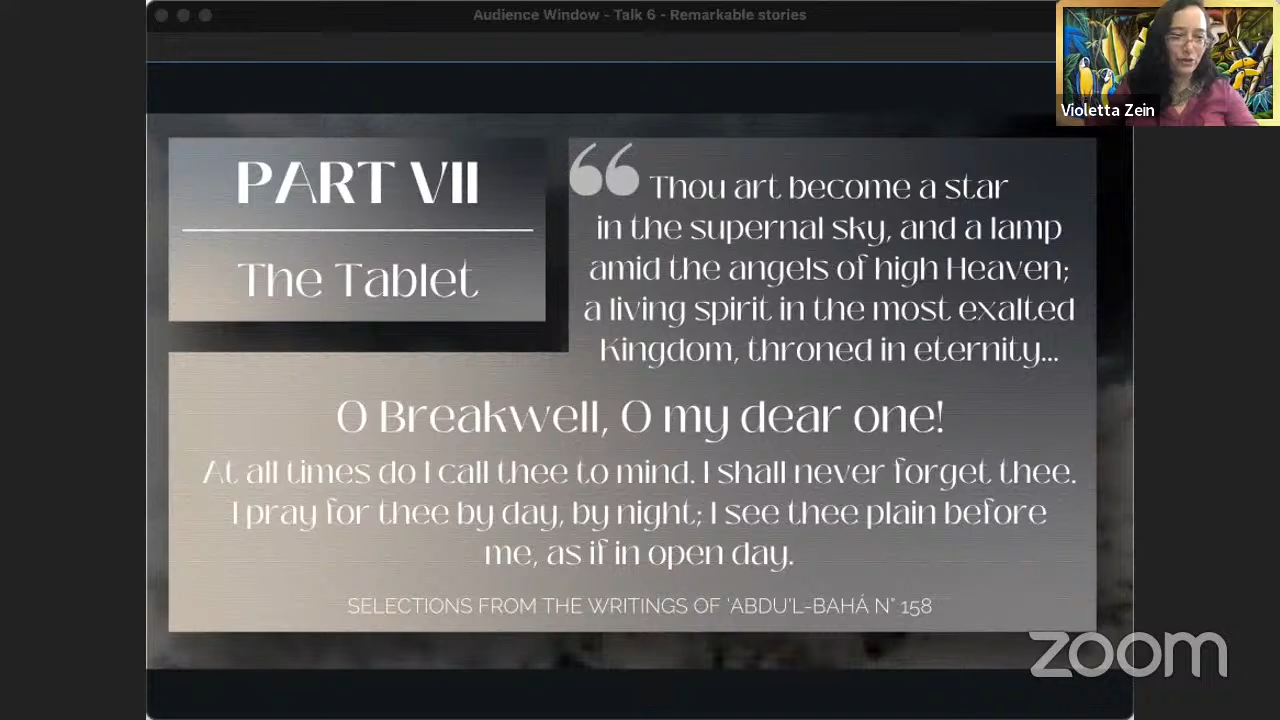 Audience Window - Talk 6 - Remarkable stories
Violetta Zein
PART VII
The Tablet
“ Thou art become a star
in the supernal sky, and a lamp
amid the angels of high Heaven;
a living spirit in the most exalted
Kingdom, throned in eternity...
O Breakwell, O my dear one!
At all times do I call thee to mind. I shall never forget thee.
I pray for thee by day, by night; I see thee plain before
me, as if in open day.
SELECTIONS FROM THE WRITINGS OF 'ABDU'L-BAHÁ N° 158
zoom